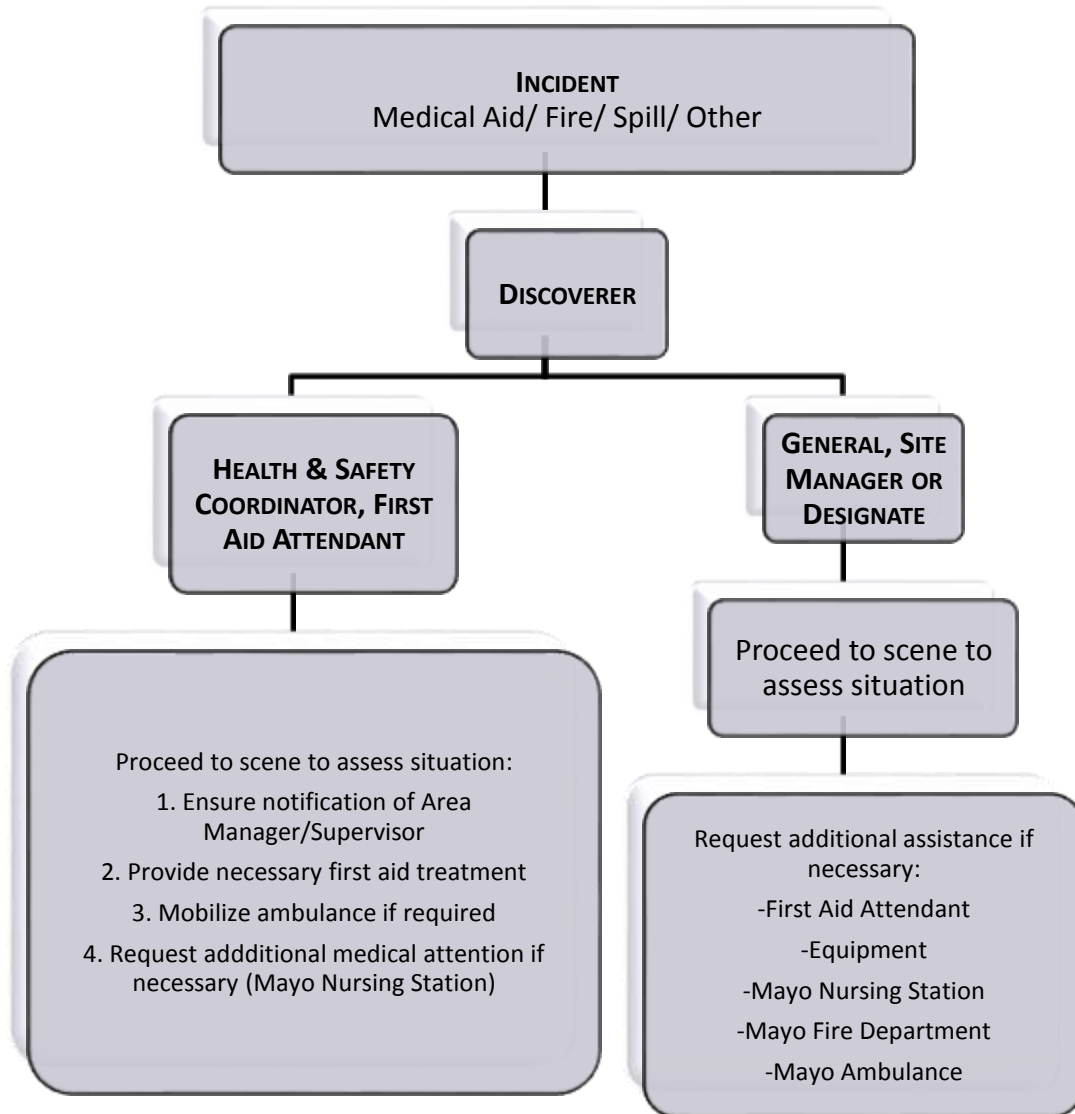 INCIDENT
Medical Aid/ Fire/ Spill/ Other
DISCOVERER
HEALTH & SAFETY
COORDINATOR, FIRST
AID ATTENDANT
Proceed to scene to assess situation:
1. Ensure notification of Area
Manager/Supervisor
2. Provide necessary first aid treatment
3. Mobilize ambulance if required
4. Request addditional medical attention if
necessary (Mayo Nursing Station)
GENERAL, SITE
MANAGER OR
DESIGNATE
Proceed to scene to
assess situation
Request additional assistance if
necessary:
-First Aid Attendant
-Equipment
-Mayo Nursing Station
-Mayo Fire Department
-Mayo Ambulance